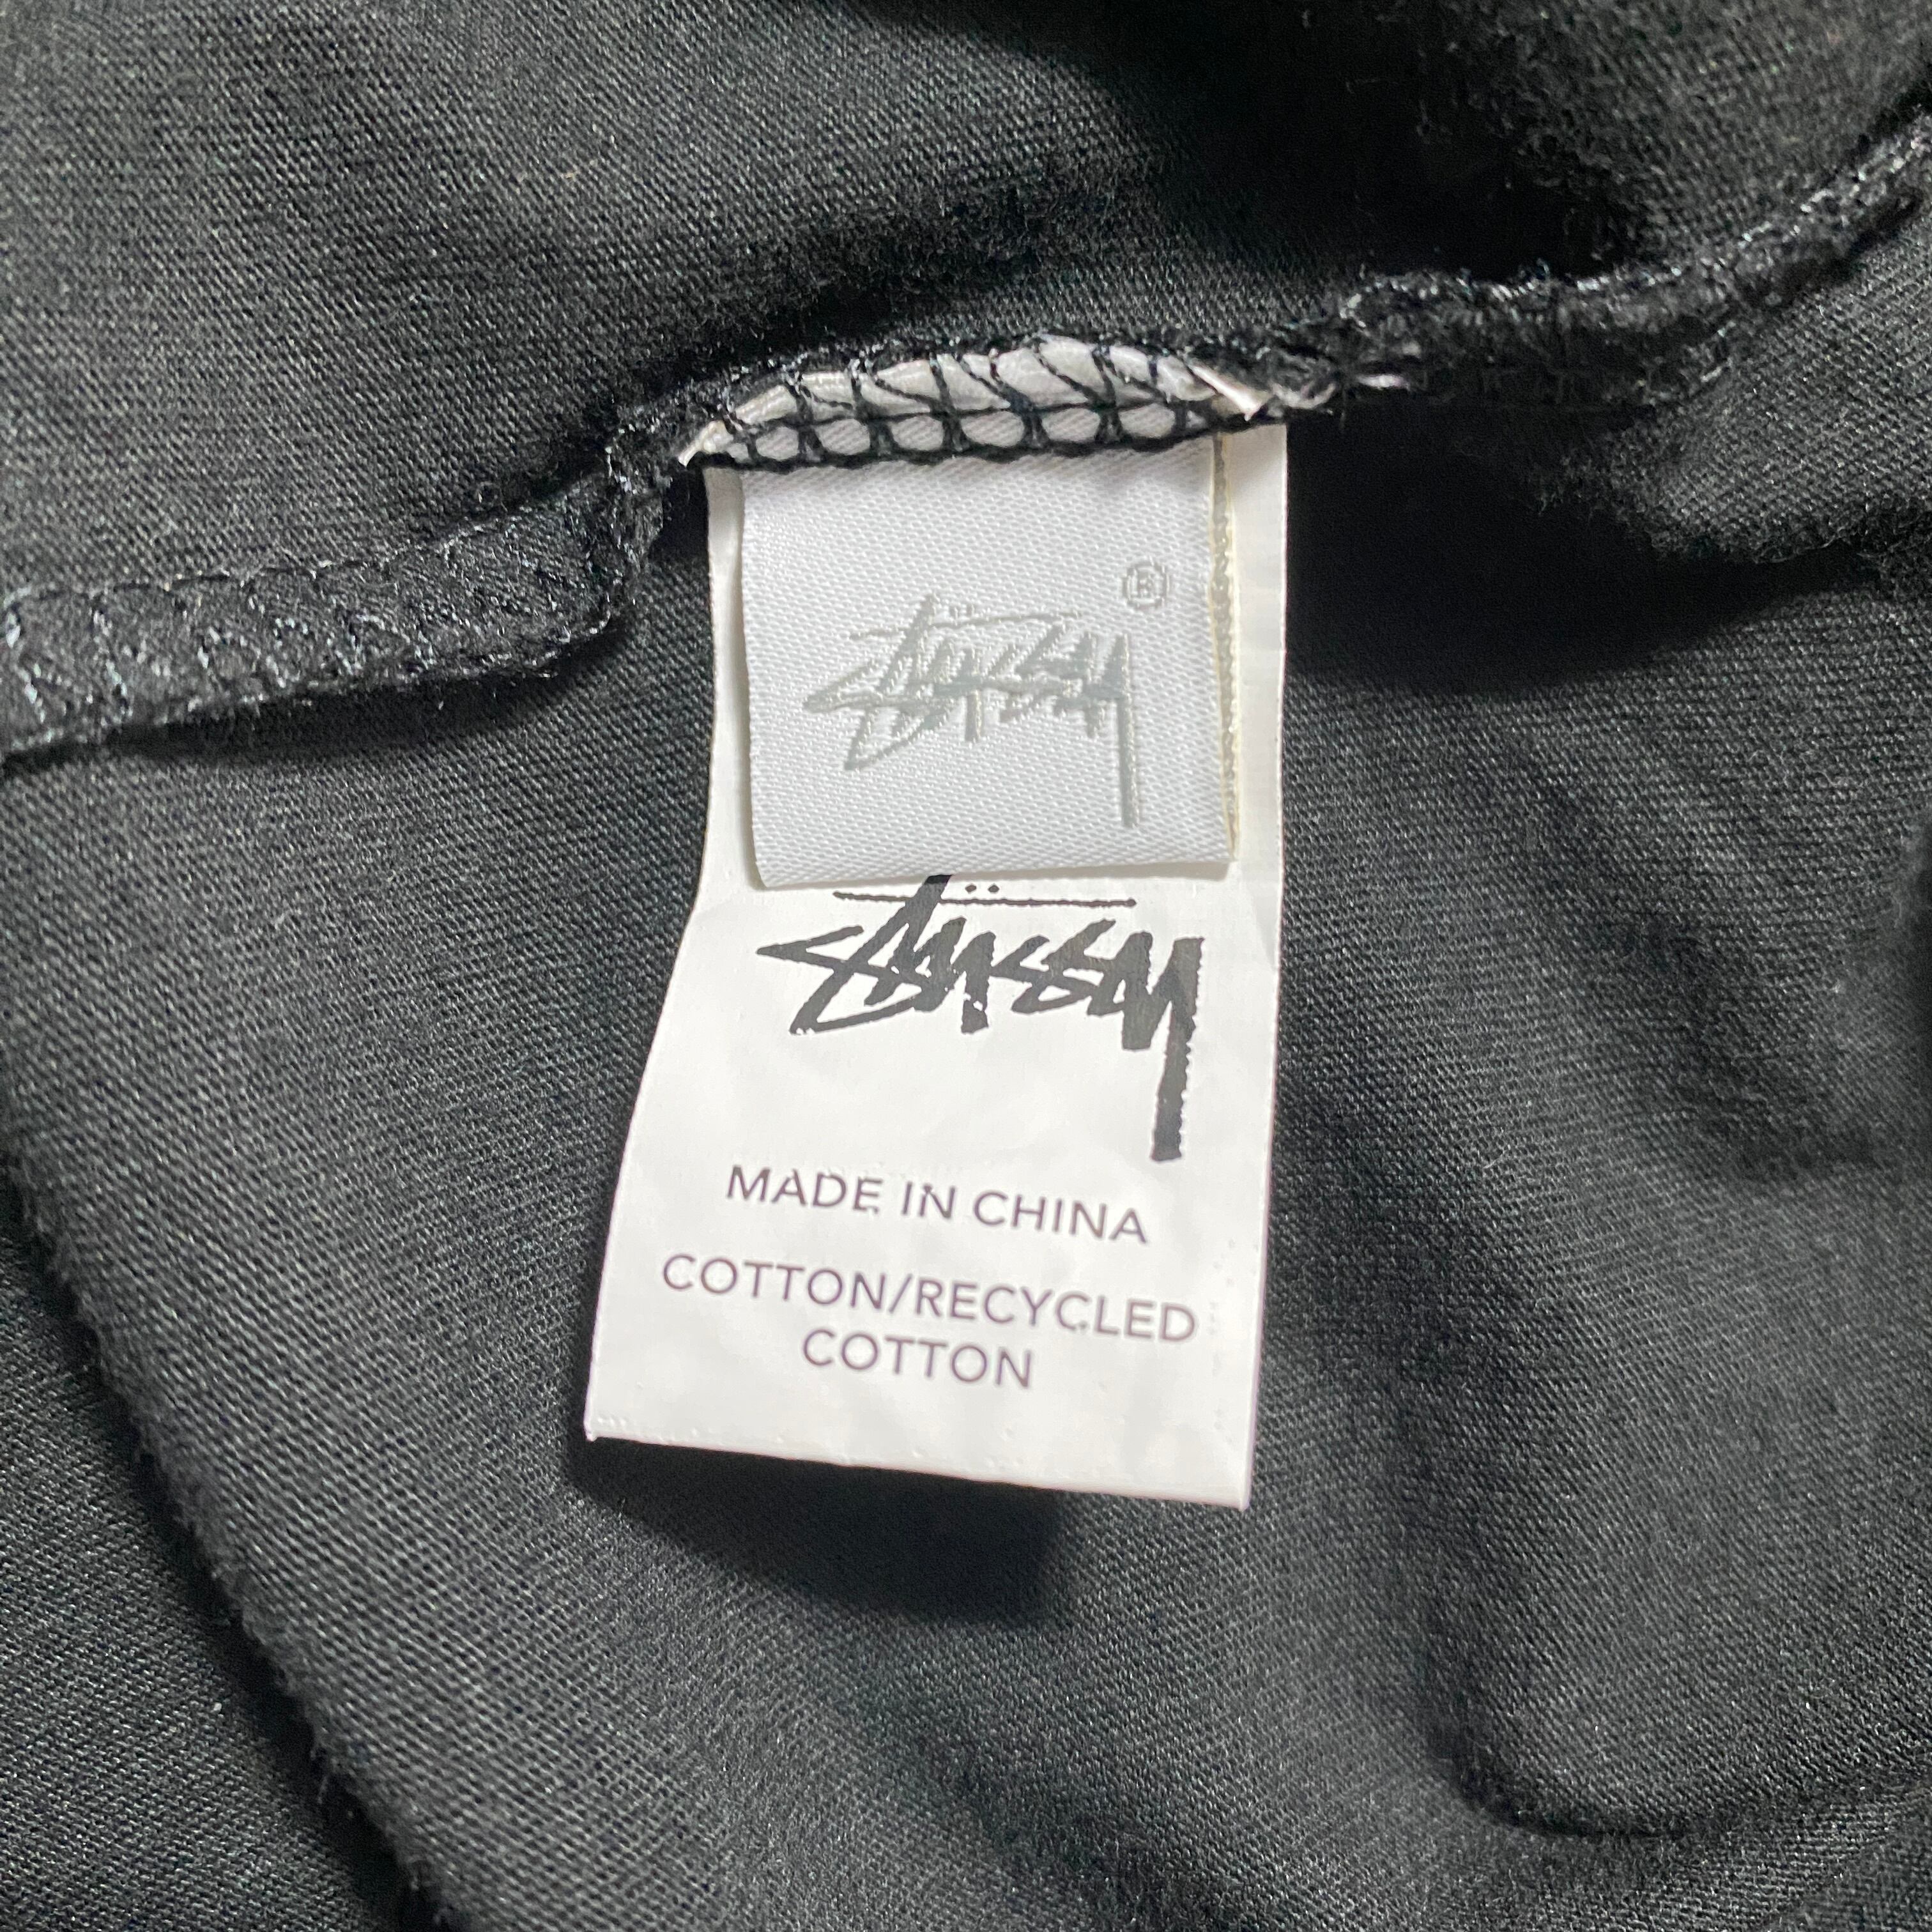 Stüssy ®
Stüssy
MADE IN CHINA
COTTON/RECYCLED
COTTON